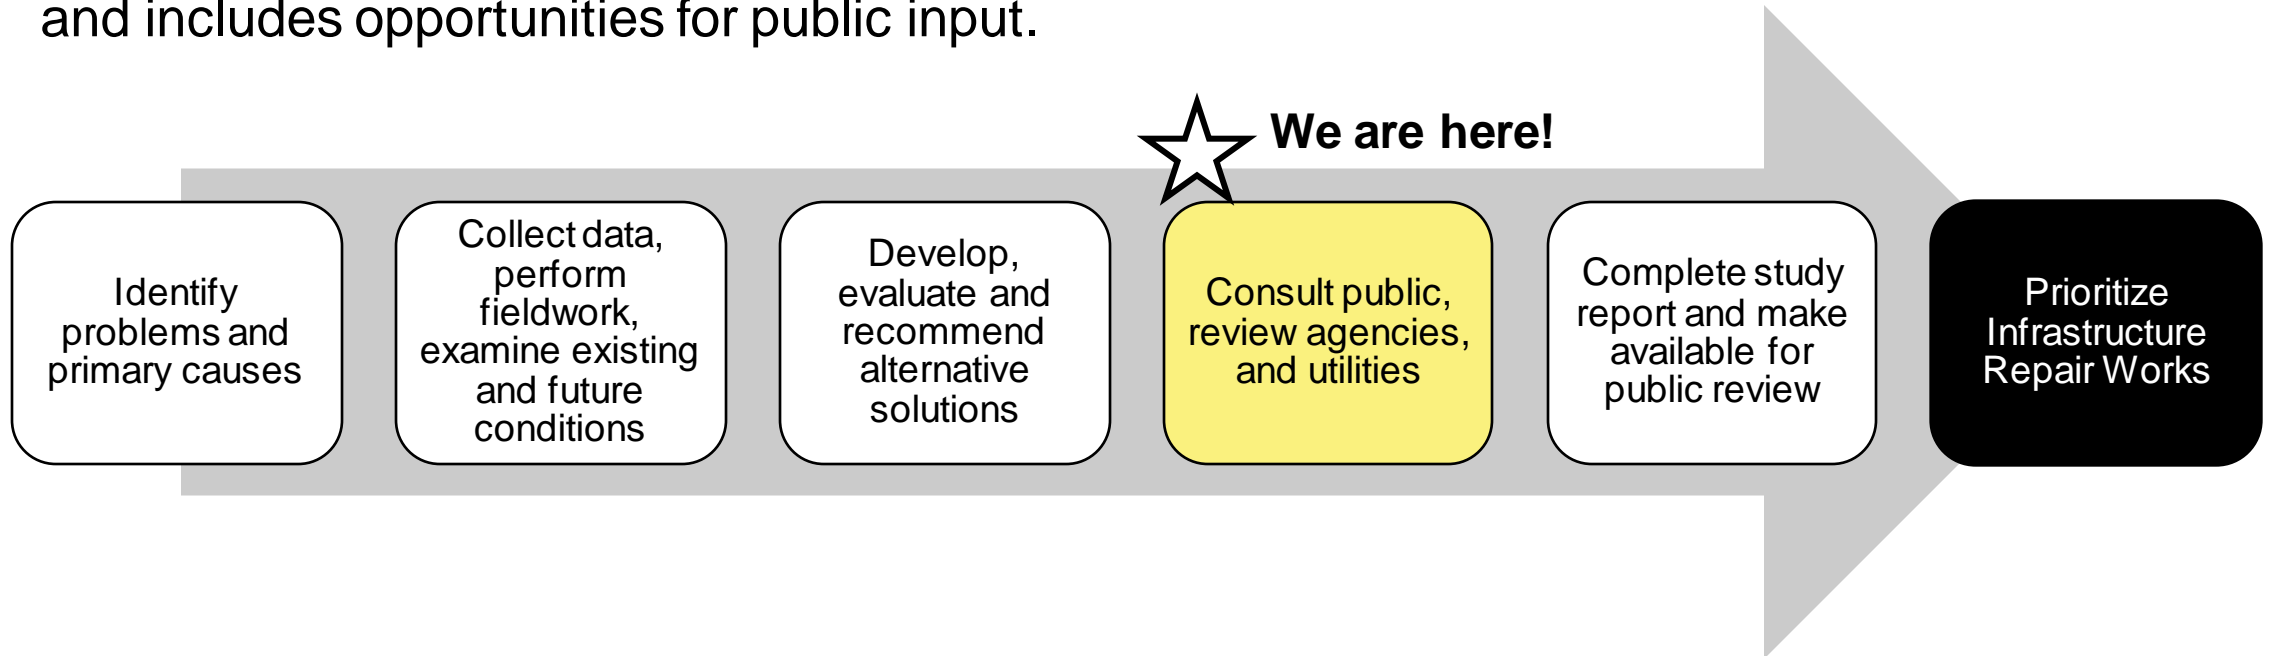 and includes opportunities for public input.
We are here!
Identify
problems and
primary causes
Collect data,
perform
fieldwork,
examine existing
and future
conditions
Develop,
evaluate and
recommend
alternative
solutions
Consult public,
review agencies,
and utilities
Complete study
report and make
available for
public review
Prioritize
Infrastructure
Repair Works